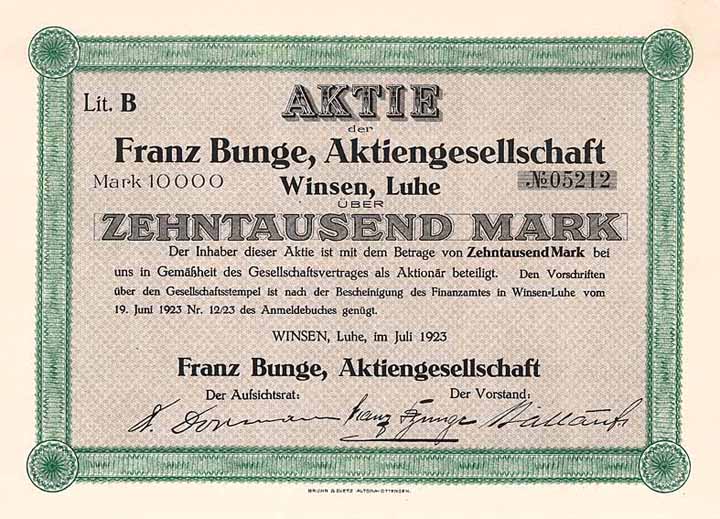 Lit. B
AKTIE
der
Franz Bunge, Aktiengesellschaft
Mark 10000 Winsen, Luhe № 05212
ÜBER
ZEHNTAUSEND MARK
Der Inhaber dieser Aktie ist mit dem Betrage von Zehntausend Mark bei
uns in Gemäßheit des Gesellschaftsvertrages als Aktionär beteiligt. Den Vorschriften
über den Gesellschaftsstempel ist nach der Bescheinigung des Finanzamtes in Winsen=Luhe vom
19. Juni 1923 Nr. 12/23 des Anmeldebuches genügt.
WINSEN, Luhe, im Juli 1923
Franz Bunge, Aktiengesellschaft
Der Aufsichtsrat: Der Vorstand:
Franz Bunge